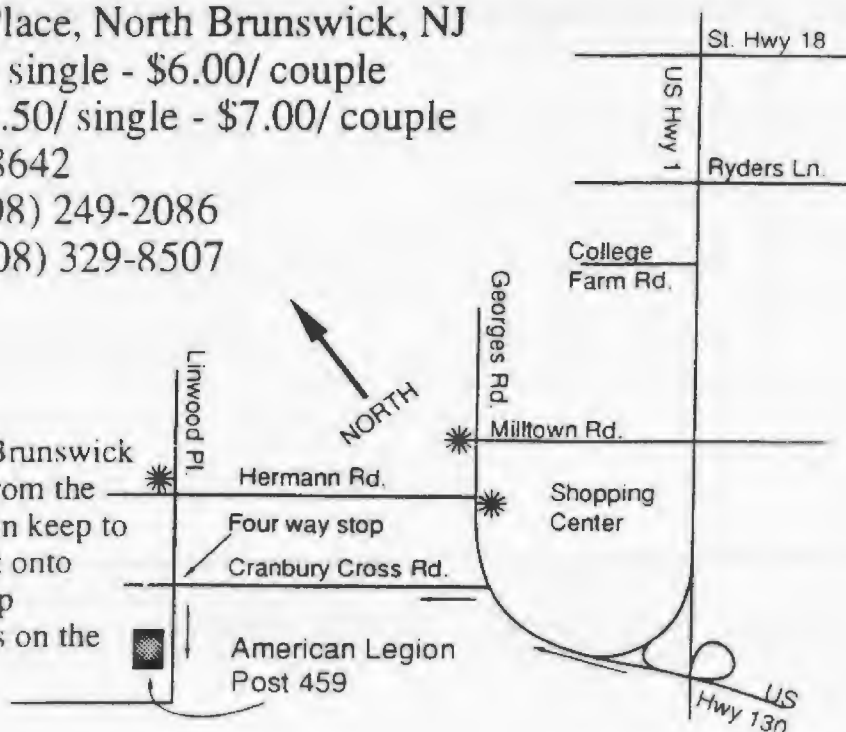 Place, North Brunswick, NJ
single - $6.00/ couple
.50/ single - $7.00/ couple
8642
08) 249-2086
08) 329-8507
Brunswick
rom the
n keep to
onto
s on the
St. Hwy 18
US Hwy 1
Ryders Ln.
College
Farm Rd.
Georges Rd.
Linwood Pl.
NORTH
Milltown Rd.
Hermann Rd.
Shopping
Center
Four way stop
Cranbury Cross Rd.
American Legion
Post 459
US
Hwy 130